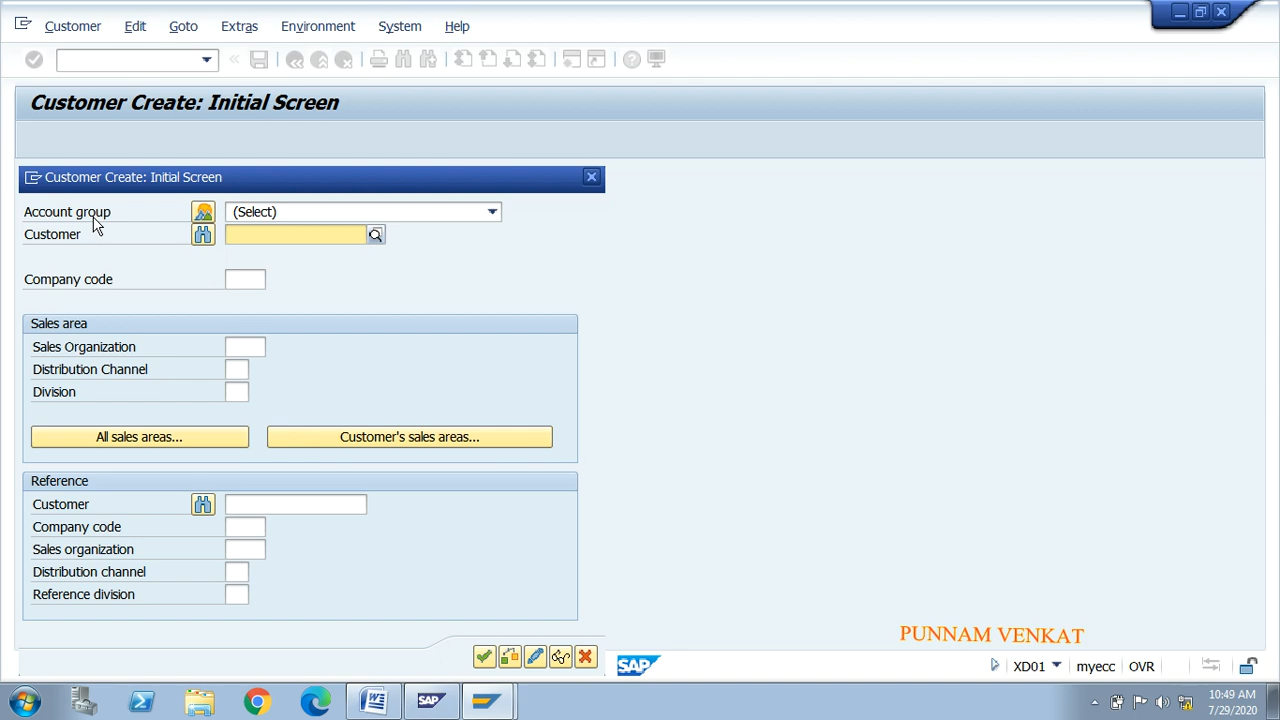 Customer Edit Goto Extras Environment System Help
Customer Create: Initial Screen
Customer Create: Initial Screen
Account group (Select)
Customer
Company code
Sales area
Sales Organization
Distribution Channel
Division
All sales areas... Customer's sales areas...
Reference
Customer
Company code
Sales organization
Distribution channel
Reference division
PUNNAM VENKAT
SAP XD01 myecc OVR
SAP
10:49 AM
7/29/2020